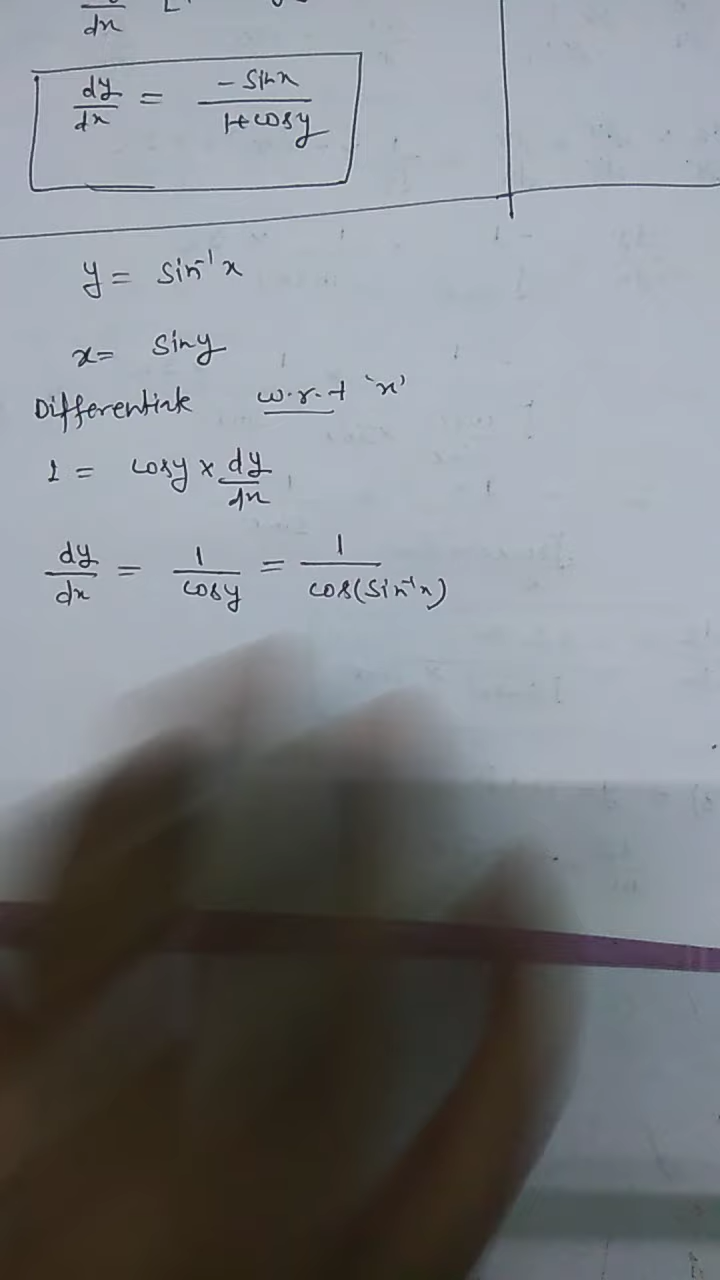 dy/dx = -sinx/1+cosy
y = sin⁻¹x
x= siny
Differentiate w.r.t 'x'
1 = cosy x dy/dx
dy/dx = 1/cosy = 1/cos(sin⁻¹x)